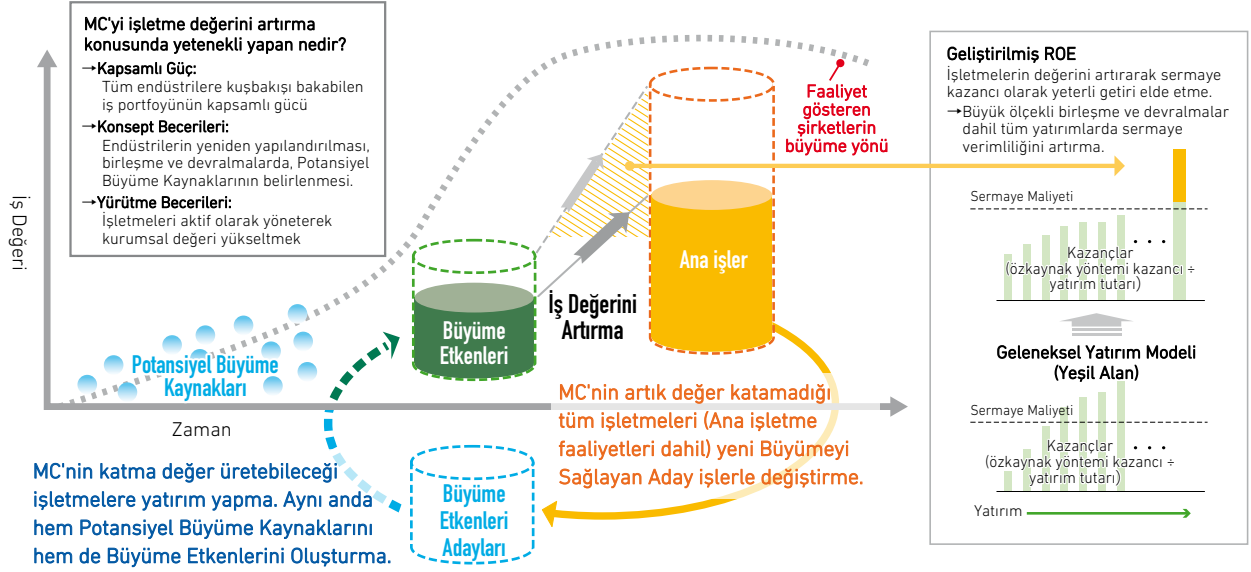 MC'yi işletme değerini artırma
konusunda yetenekli yapan nedir?
→Kapsamlı Güç:
Tüm endüstrilere kuşbakışı bakabilen
iş portfoyünün kapsamlı gücü
→Konsept Becerileri:
Endüstrilerin yeniden yapılandırılması,
birleşme ve devralmalarda, Potansiyel
Büyüme Kaynaklarının belirlenmesi.
→Yürütme Becerileri:
İşletmeleri aktif olarak yöneterek
kurumsal değeri yükseltmek
İş Değeri
Zaman
Potansiyel Büyüme
Kaynakları
Büyüme
Etkenleri
İş Değerini
Artırma
Ana işler
Faaliyet
gösteren
şirketlerin
büyüme yönü
MC'nin artık değer katamadığı
tüm işletmeleri (Ana işletme
faaliyetleri dahil) yeni Büyümeyi
Sağlayan Aday işlerle değiştirme.
MC'nin katma değer üretebileceği
işletmelere yatırım yapma. Aynı anda
hem Potansiyel Büyüme Kaynaklarını
hem de Büyüme Etkenlerini Oluşturma.
Büyüme
Etkenleri
Adayları
Geliştirilmiş ROE
İşletmelerin değerini artırarak sermaye
kazancı olarak yeterli getiri elde etme.
→Büyük ölçekli birleşme ve devralmalar
dahil tüm yatırımlarda sermaye
verimliliğini artırma.
Sermaye Maliyeti
Kazançlar
(özkaynak yöntemi kazancı ÷
yatırım tutarı)
Geleneksel Yatırım Modeli
(Yeşil Alan)
Sermaye Maliyeti
Kazançlar
(özkaynak yöntemi kazancı ÷
yatırım tutarı)
Yatırım